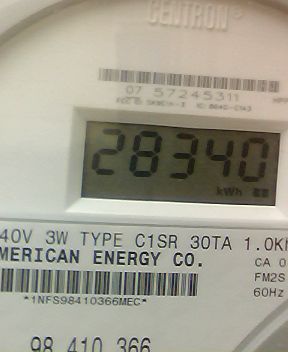 CENTRON®
07 57245311
28340
kWh
40V 3W TYPE C1SR 30TA 1.0Kh
MERICAN ENERGY CO.
CA 0
FM2S
60Hz
*1NFS98410366MEC*
98 410 366